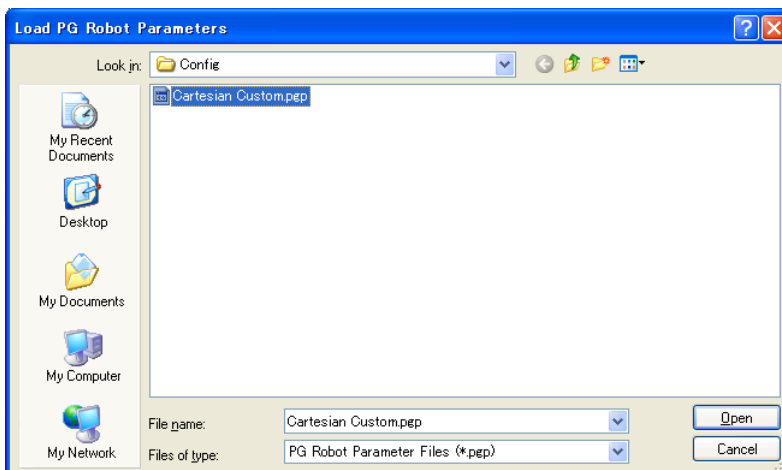 Load PG Robot Parameters
Look in: Config
Cartesian Custom.pgp
My Recent
Documents
Desktop
My Documents
My Computer
My Network
File name: Cartesian Custom.pgp Open
Files of type: PG Robot Parameter Files (*.pgp) Cancel